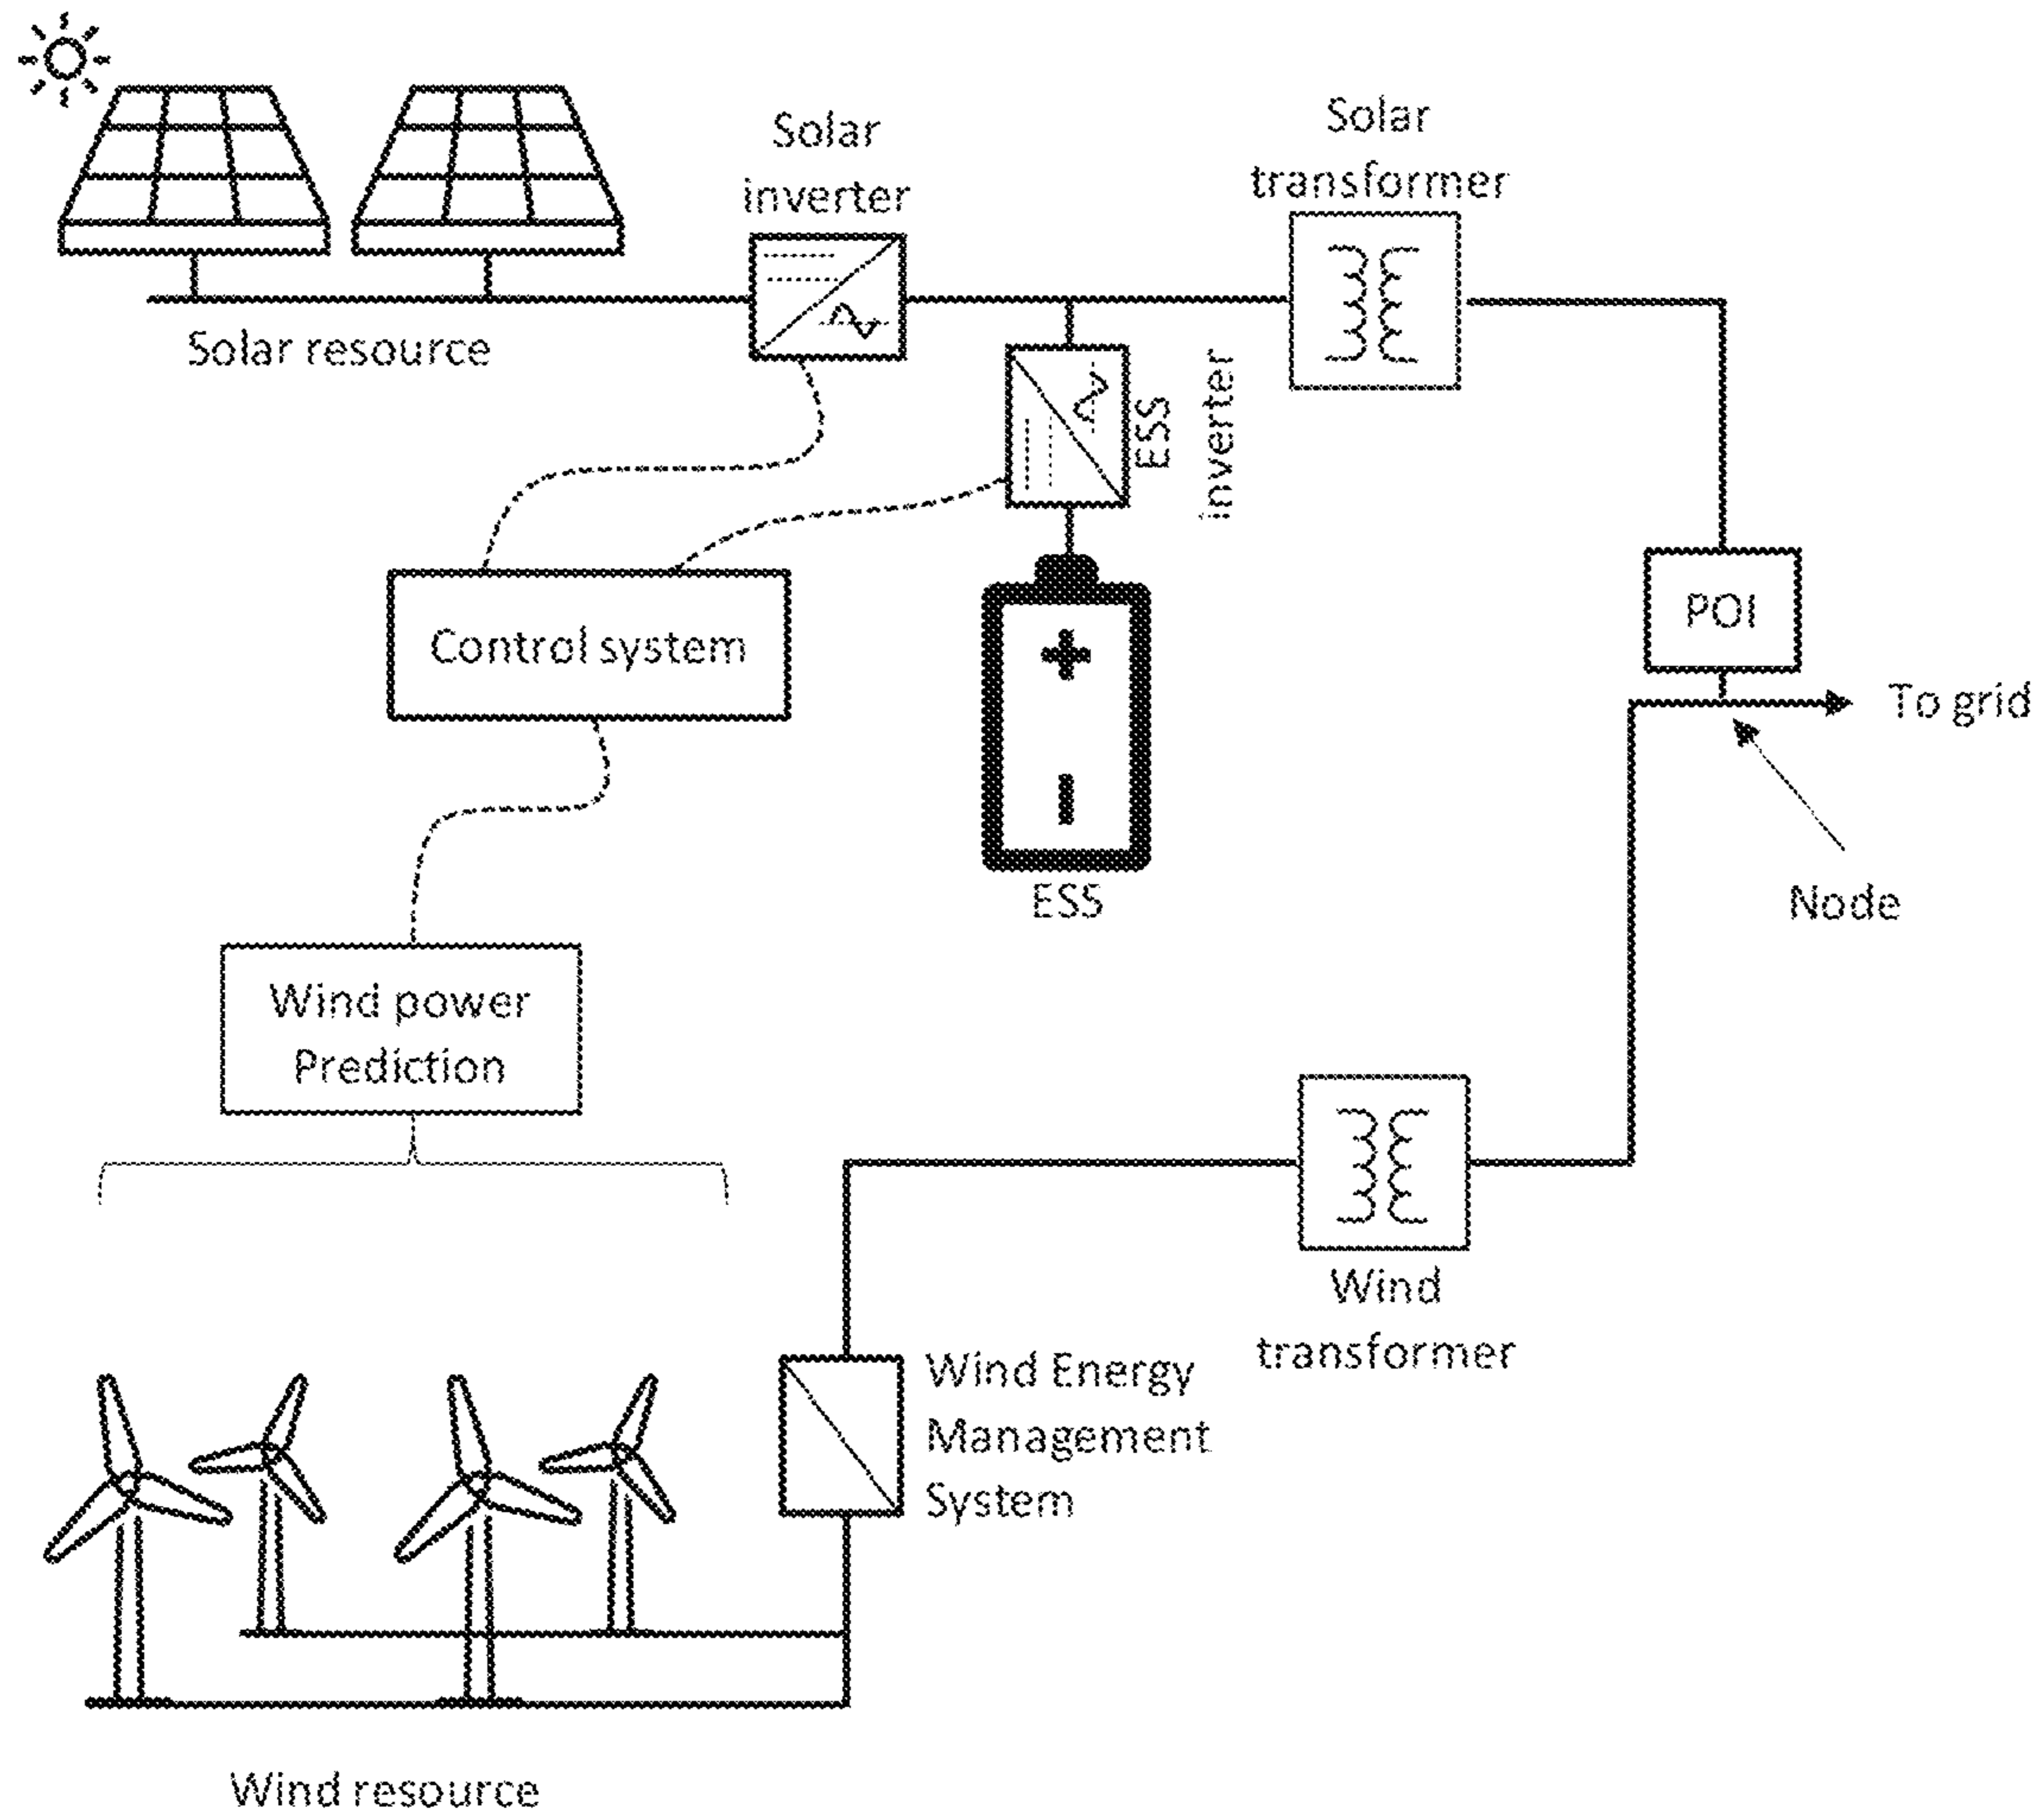 Solar
inverter
Solar
transformer
Solar resource
ESS
inverter
Control system
POI
To grid
ESS
Node
Wind power
Prediction
Wind
transformer
Wind Energy
Management
System
Wind resource